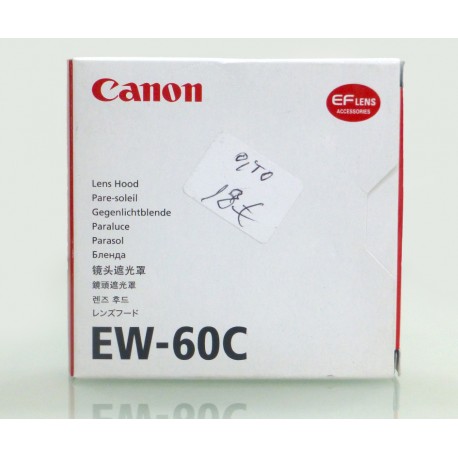 Canon
EF LENS
ACCESSORIES
18€
Lens Hood
Pare-soleil
Gegenlichtblende
Paraluce
Parasol
Бленда
镜头遮光罩
鏡頭遮光罩
렌즈 후드
レンズフード
EW-60C